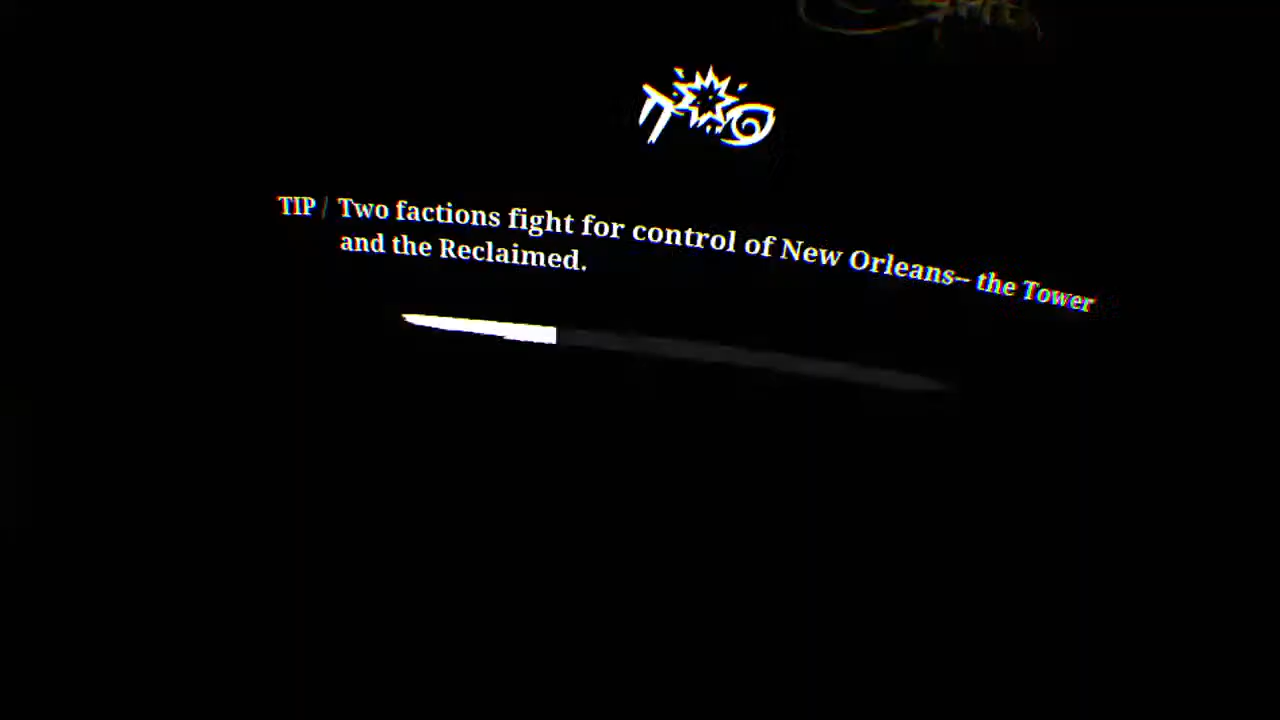 TIP / Two factions fight for control of New Orleans-- the Tower
and the Reclaimed.